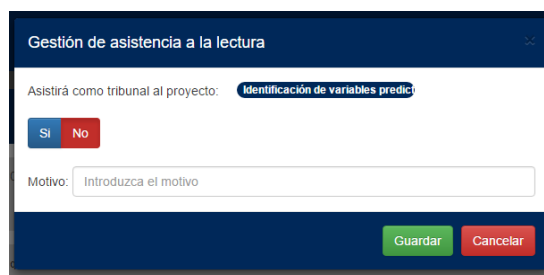 Gestión de asistencia a la lectura
Asistirá como tribunal al proyecto: Identificación de variables predict
Si No
Motivo: Introduzca el motivo
Guardar Cancelar